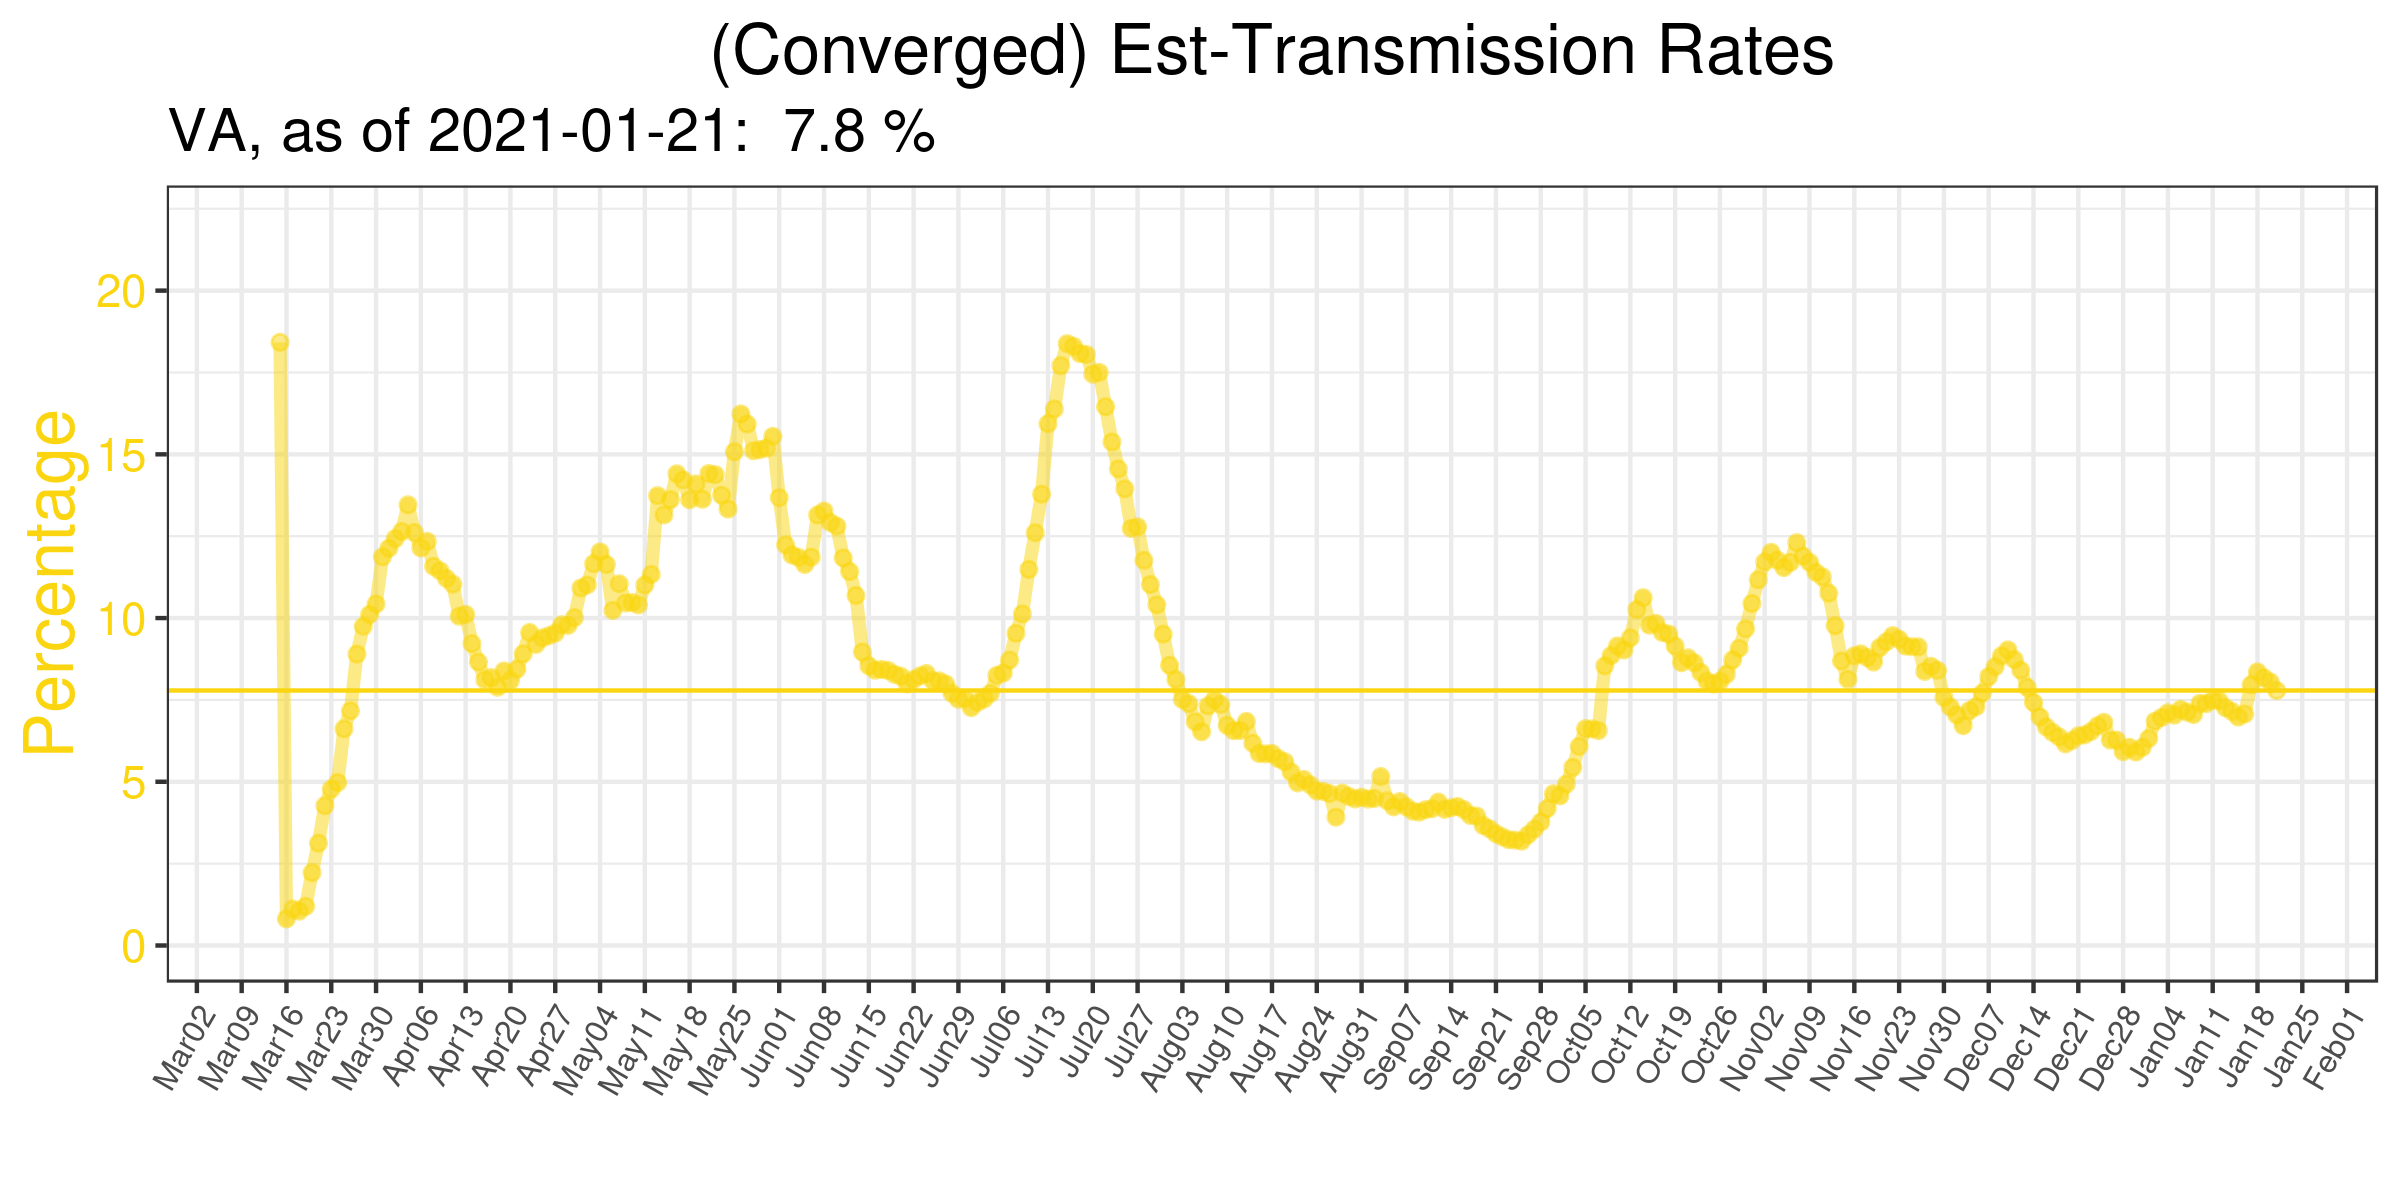 (Converged) Est-Transmission Rates
VA, as of 2021-01-21:  7.8 %
Percentage
20
15
10
5
0
Mar02
Mar09
Mar16
Mar23
Mar30
Apr06
Apr13
Apr20
Apr27
May04
May11
May18
May25
Jun01
Jun08
Jun15
Jun22
Jun29
Jul06
Jul13
Jul20
Jul27
Aug03
Aug10
Aug17
Aug24
Aug31
Sep07
Sep14
Sep21
Sep28
Oct05
Oct12
Oct19
Oct26
Nov02
Nov09
Nov16
Nov23
Nov30
Dec07
Dec14
Dec21
Dec28
Jan04
Jan11
Jan18
Jan25
Feb01